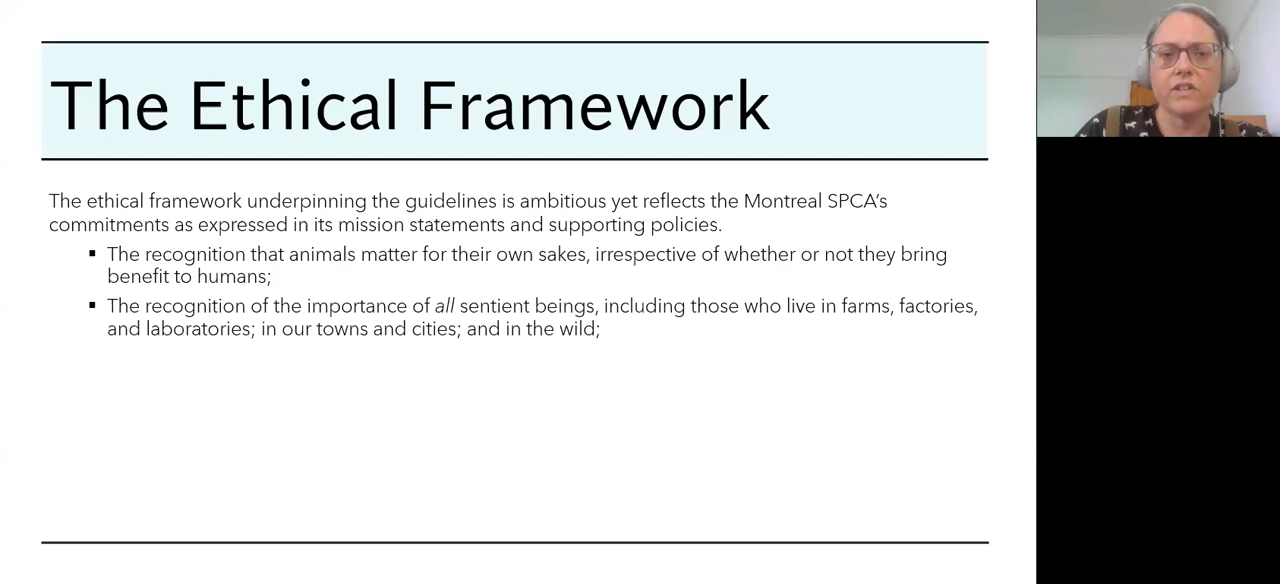 The Ethical Framework
The ethical framework underpinning the guidelines is ambitious yet reflects the Montreal SPCA's
commitments as expressed in its mission statements and supporting policies.
▪ The recognition that animals matter for their own sakes, irrespective of whether or not they bring
benefit to humans;
▪ The recognition of the importance of all sentient beings, including those who live in farms, factories,
and laboratories; in our towns and cities; and in the wild;